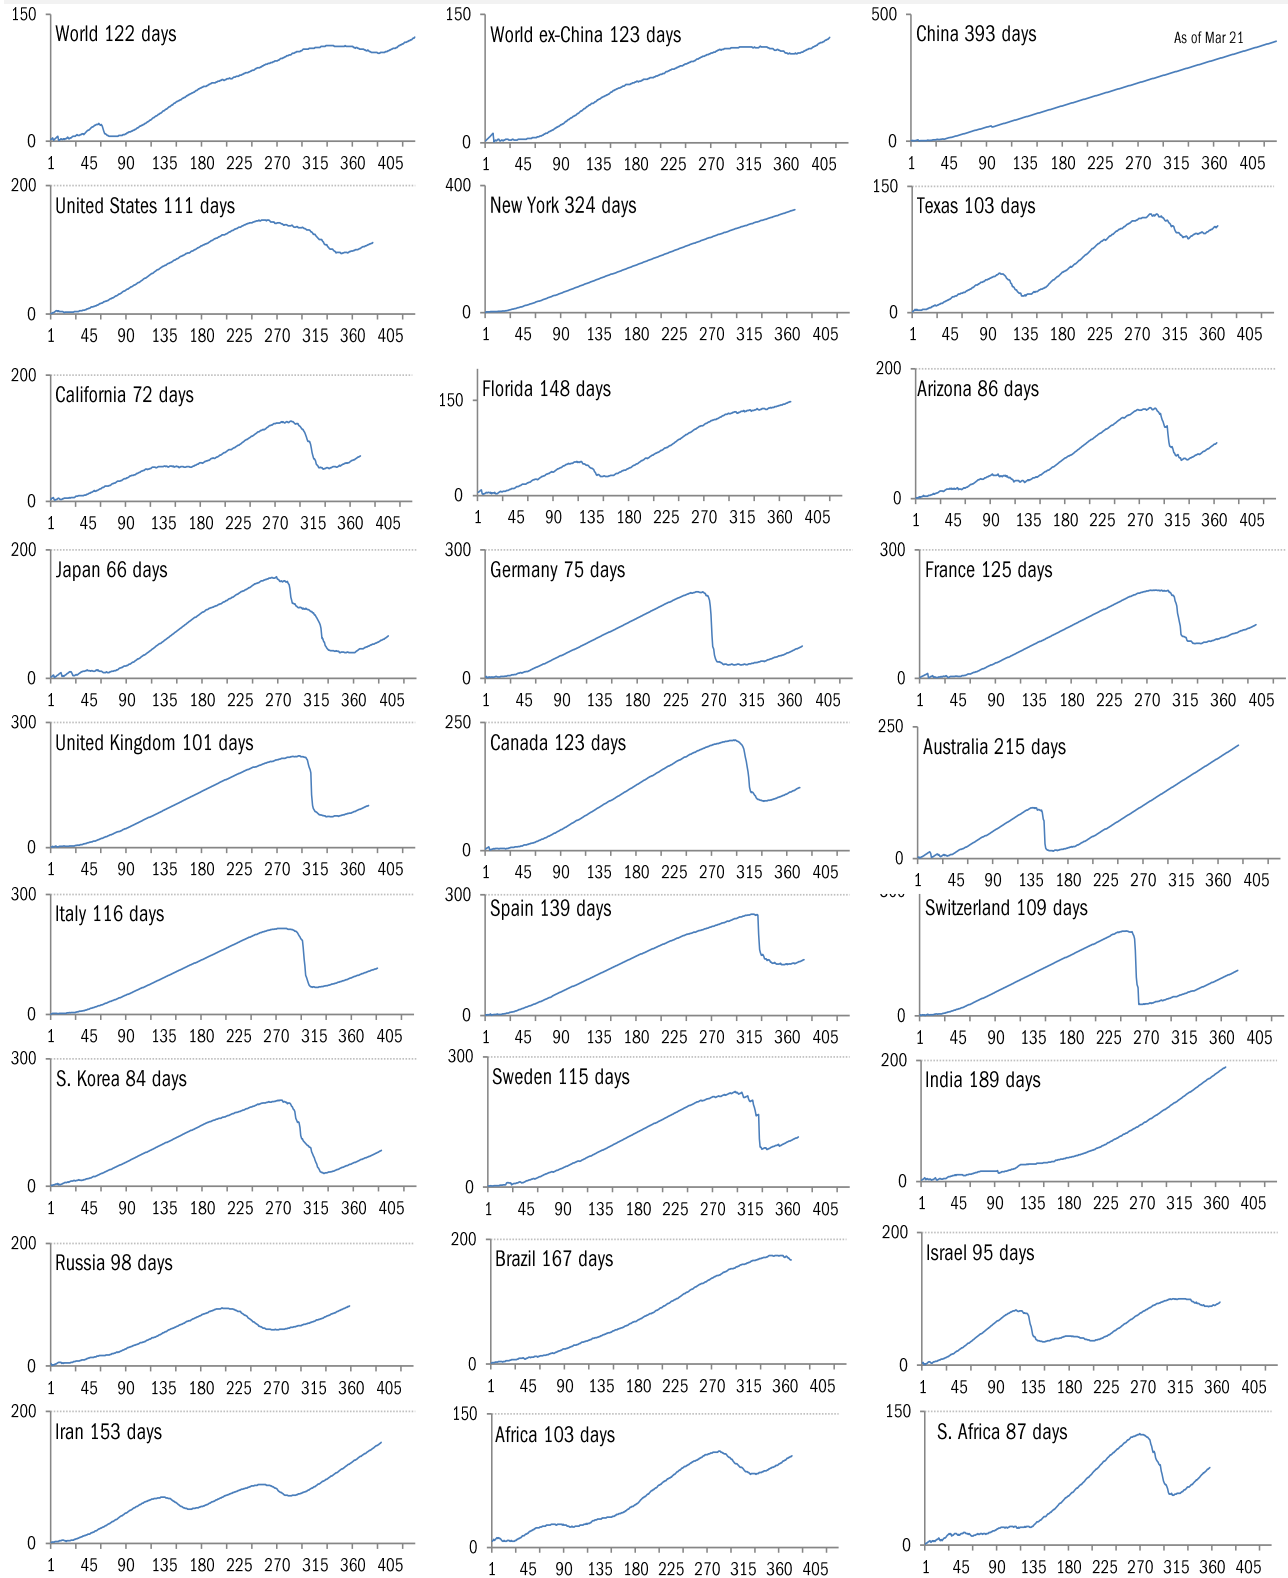 150
World 122 days
0
1 45 90 135 180 225 270 315 360 405
150
World ex-China 123 days
0
1 45 90 135 180 225 270 315 360 405
500
China 393 days
As of Mar 21
0
1 45 90 135 180 225 270 315 360 405
200
United States 111 days
0
1 45 90 135 180 225 270 315 360 405
400
New York 324 days
0
1 45 90 135 180 225 270 315 360 405
150
Texas 103 days
0
1 45 90 135 180 225 270 315 360 405
200
California 72 days
0
1 45 90 135 180 225 270 315 360 405
Florida 148 days
150
0
1 45 90 135 180 225 270 315 360 405
200
Arizona 86 days
0
1 45 90 135 180 225 270 315 360 405
200
Japan 66 days
0
1 45 90 135 180 225 270 315 360 405
300
Germany 75 days
0
1 45 90 135 180 225 270 315 360 405
300
France 125 days
0
1 45 90 135 180 225 270 315 360 405
300
United Kingdom 101 days
0
1 45 90 135 180 225 270 315 360 405
250
Canada 123 days
0
1 45 90 135 180 225 270 315 360 405
250
Australia 215 days
0
1 45 90 135 180 225 270 315 360 405
300
Italy 116 days
0
1 45 90 135 180 225 270 315 360 405
300
Spain 139 days
0
1 45 90 135 180 225 270 315 360 405
Switzerland 109 days
0
1 45 90 135 180 225 270 315 360 405
300
S. Korea 84 days
0
1 45 90 135 180 225 270 315 360 405
300
Sweden 115 days
0
1 45 90 135 180 225 270 315 360 405
200
India 189 days
0
1 45 90 135 180 225 270 315 360 405
200
Russia 98 days
0
1 45 90 135 180 225 270 315 360 405
200
Brazil 167 days
0
1 45 90 135 180 225 270 315 360 405
200
Israel 95 days
0
1 45 90 135 180 225 270 315 360 405
200
Iran 153 days
0
1 45 90 135 180 225 270 315 360 405
150
Africa 103 days
0
1 45 90 135 180 225 270 315 360 405
150
S. Africa 87 days
0
1 45 90 135 180 225 270 315 360 405